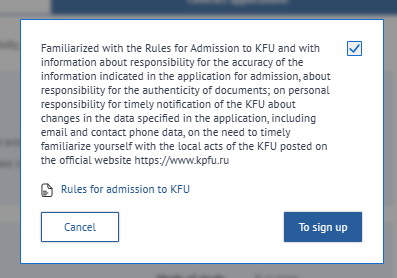 Familiarized with the Rules for Admission to KFU and with
information about responsibility for the accuracy of the
information indicated in the application for admission, about
responsibility for the authenticity of documents; on personal
responsibility for timely notification of the KFU about
changes in the data specified in the application, including
email and contact phone data, on the need to timely
familiarize yourself with the local acts of the KFU posted on
the official website https://www.kpfu.ru
Rules for admission to KFU
Cancel
To sign up